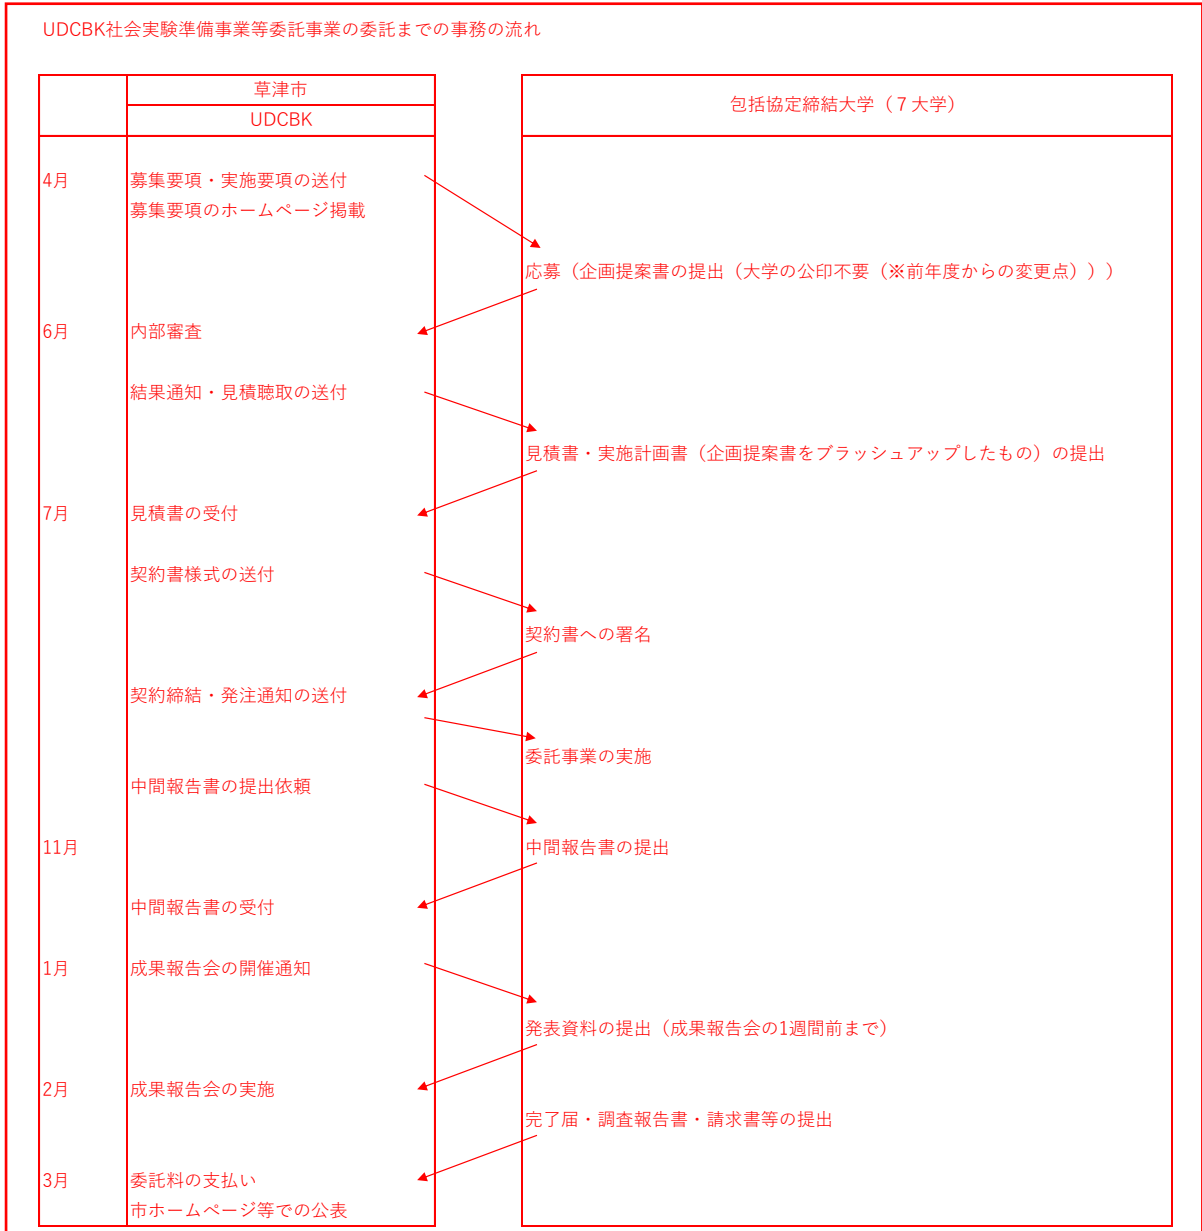 UDCBK社会実験準備事業等委託事業の委託までの事務の流れ
草津市
UDCBK
包括協定締結大学（７大学）
4月
募集要項・実施要項の送付
募集要項のホームページ掲載
応募（企画提案書の提出（大学の公印不要（※前年度からの変更点）））
6月
内部審査
結果通知・見積聴取の送付
見積書・実施計画書（企画提案書をブラッシュアップしたもの）の提出
7月
見積書の受付
契約書様式の送付
契約書への署名
契約締結・発注通知の送付
委託事業の実施
中間報告書の提出依頼
11月
中間報告書の提出
中間報告書の受付
1月
成果報告会の開催通知
発表資料の提出（成果報告会の1週間前まで）
2月
成果報告会の実施
完了届・調査報告書・請求書等の提出
3月
委託料の支払い
市ホームページ等での公表